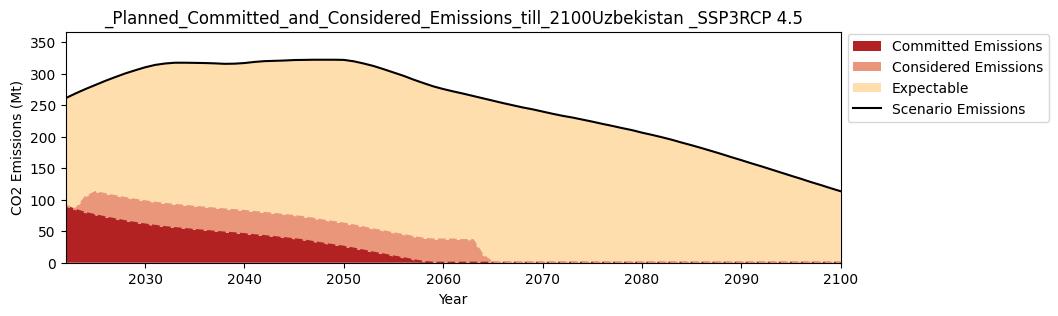 _Planned_Committed_and_Considered_Emissions_till_2100Uzbekistan _SSP3RCP 4.5
350
300
250
200
150
100
50
0
CO2 Emissions (Mt)
2030 2040 2050 2060 2070 2080 2090 2100
Year
Committed Emissions
Considered Emissions
Expectable
Scenario Emissions